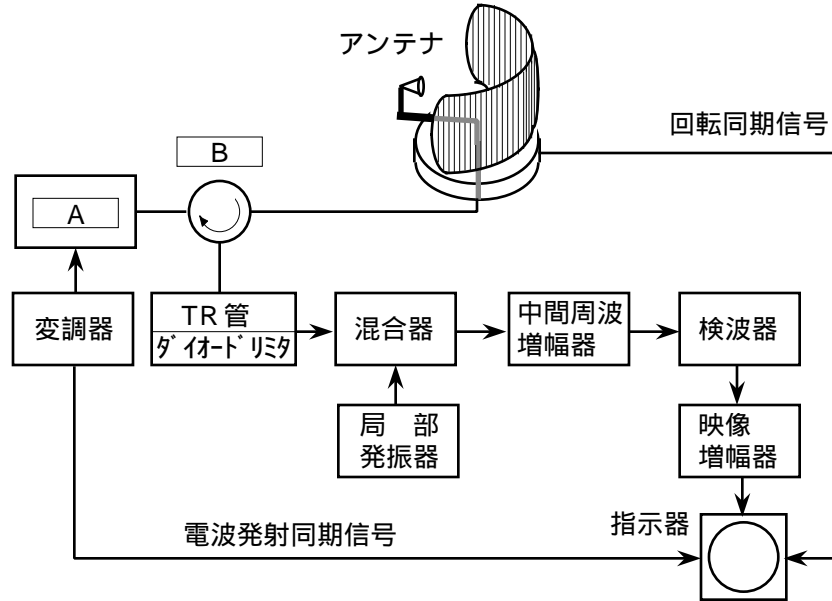 アンテナ
回転同期信号
B
A
変調器
TR管
ダイオードリミタ
混合器
中間周波
増幅器
検波器
局　部
発振器
映像
増幅器
電波発射同期信号
指示器